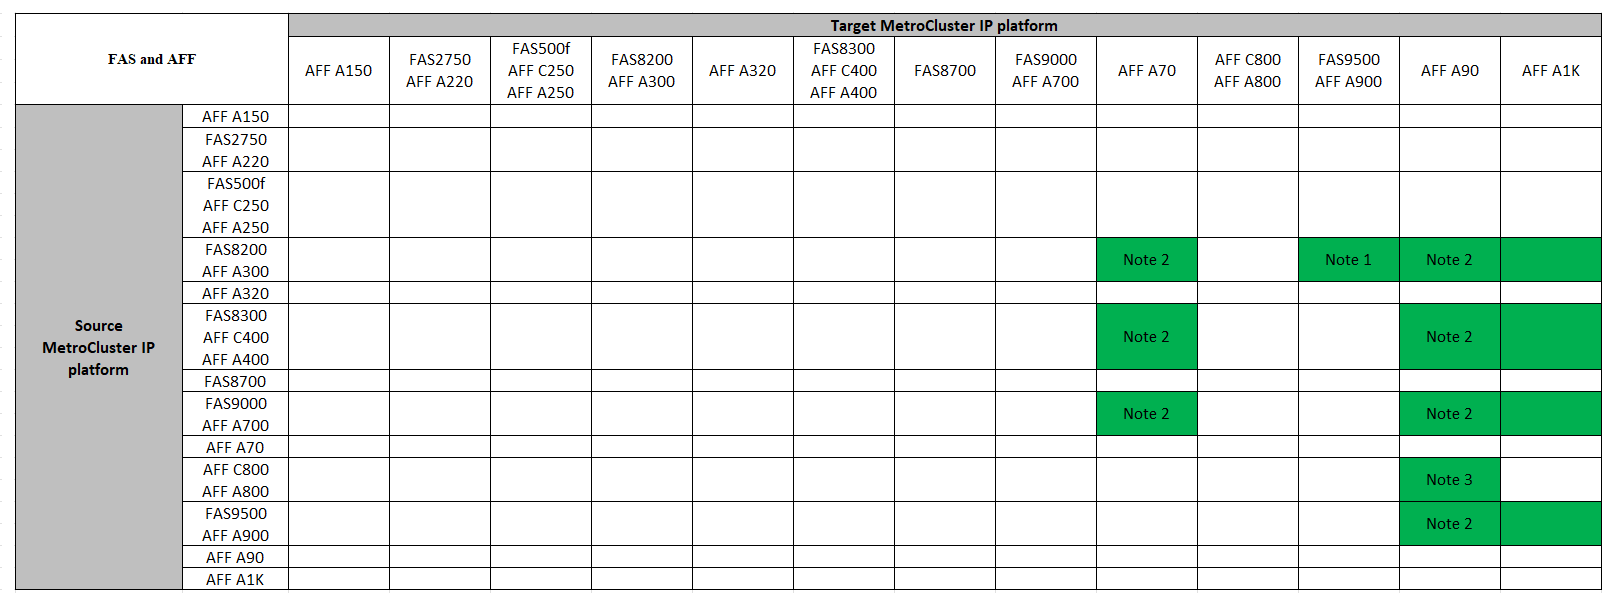 Target MetroCluster IP platform
FAS and AFF
AFF A150
FAS2750
AFF A220
FAS500f
AFF C250
AFF A250
FAS8200
AFF A300
AFF A320
FAS8300
AFF C400
AFF A400
FAS8700
FAS9000
AFF A700
AFF A70
AFF C800
AFF A800
FAS9500
AFF A900
AFF A90
AFF A1K
Source
MetroCluster IP
platform
AFF A150
FAS2750
AFF A220
FAS500f
AFF C250
AFF A250
FAS8200
AFF A300
Note 2
Note 1
Note 2
AFF A320
FAS8300
AFF C400
AFF A400
Note 2
Note 2
FAS8700
FAS9000
AFF A700
Note 2
Note 2
AFF A70
AFF C800
AFF A800
Note 3
FAS9500
AFF A900
Note 2
AFF A90
AFF A1K